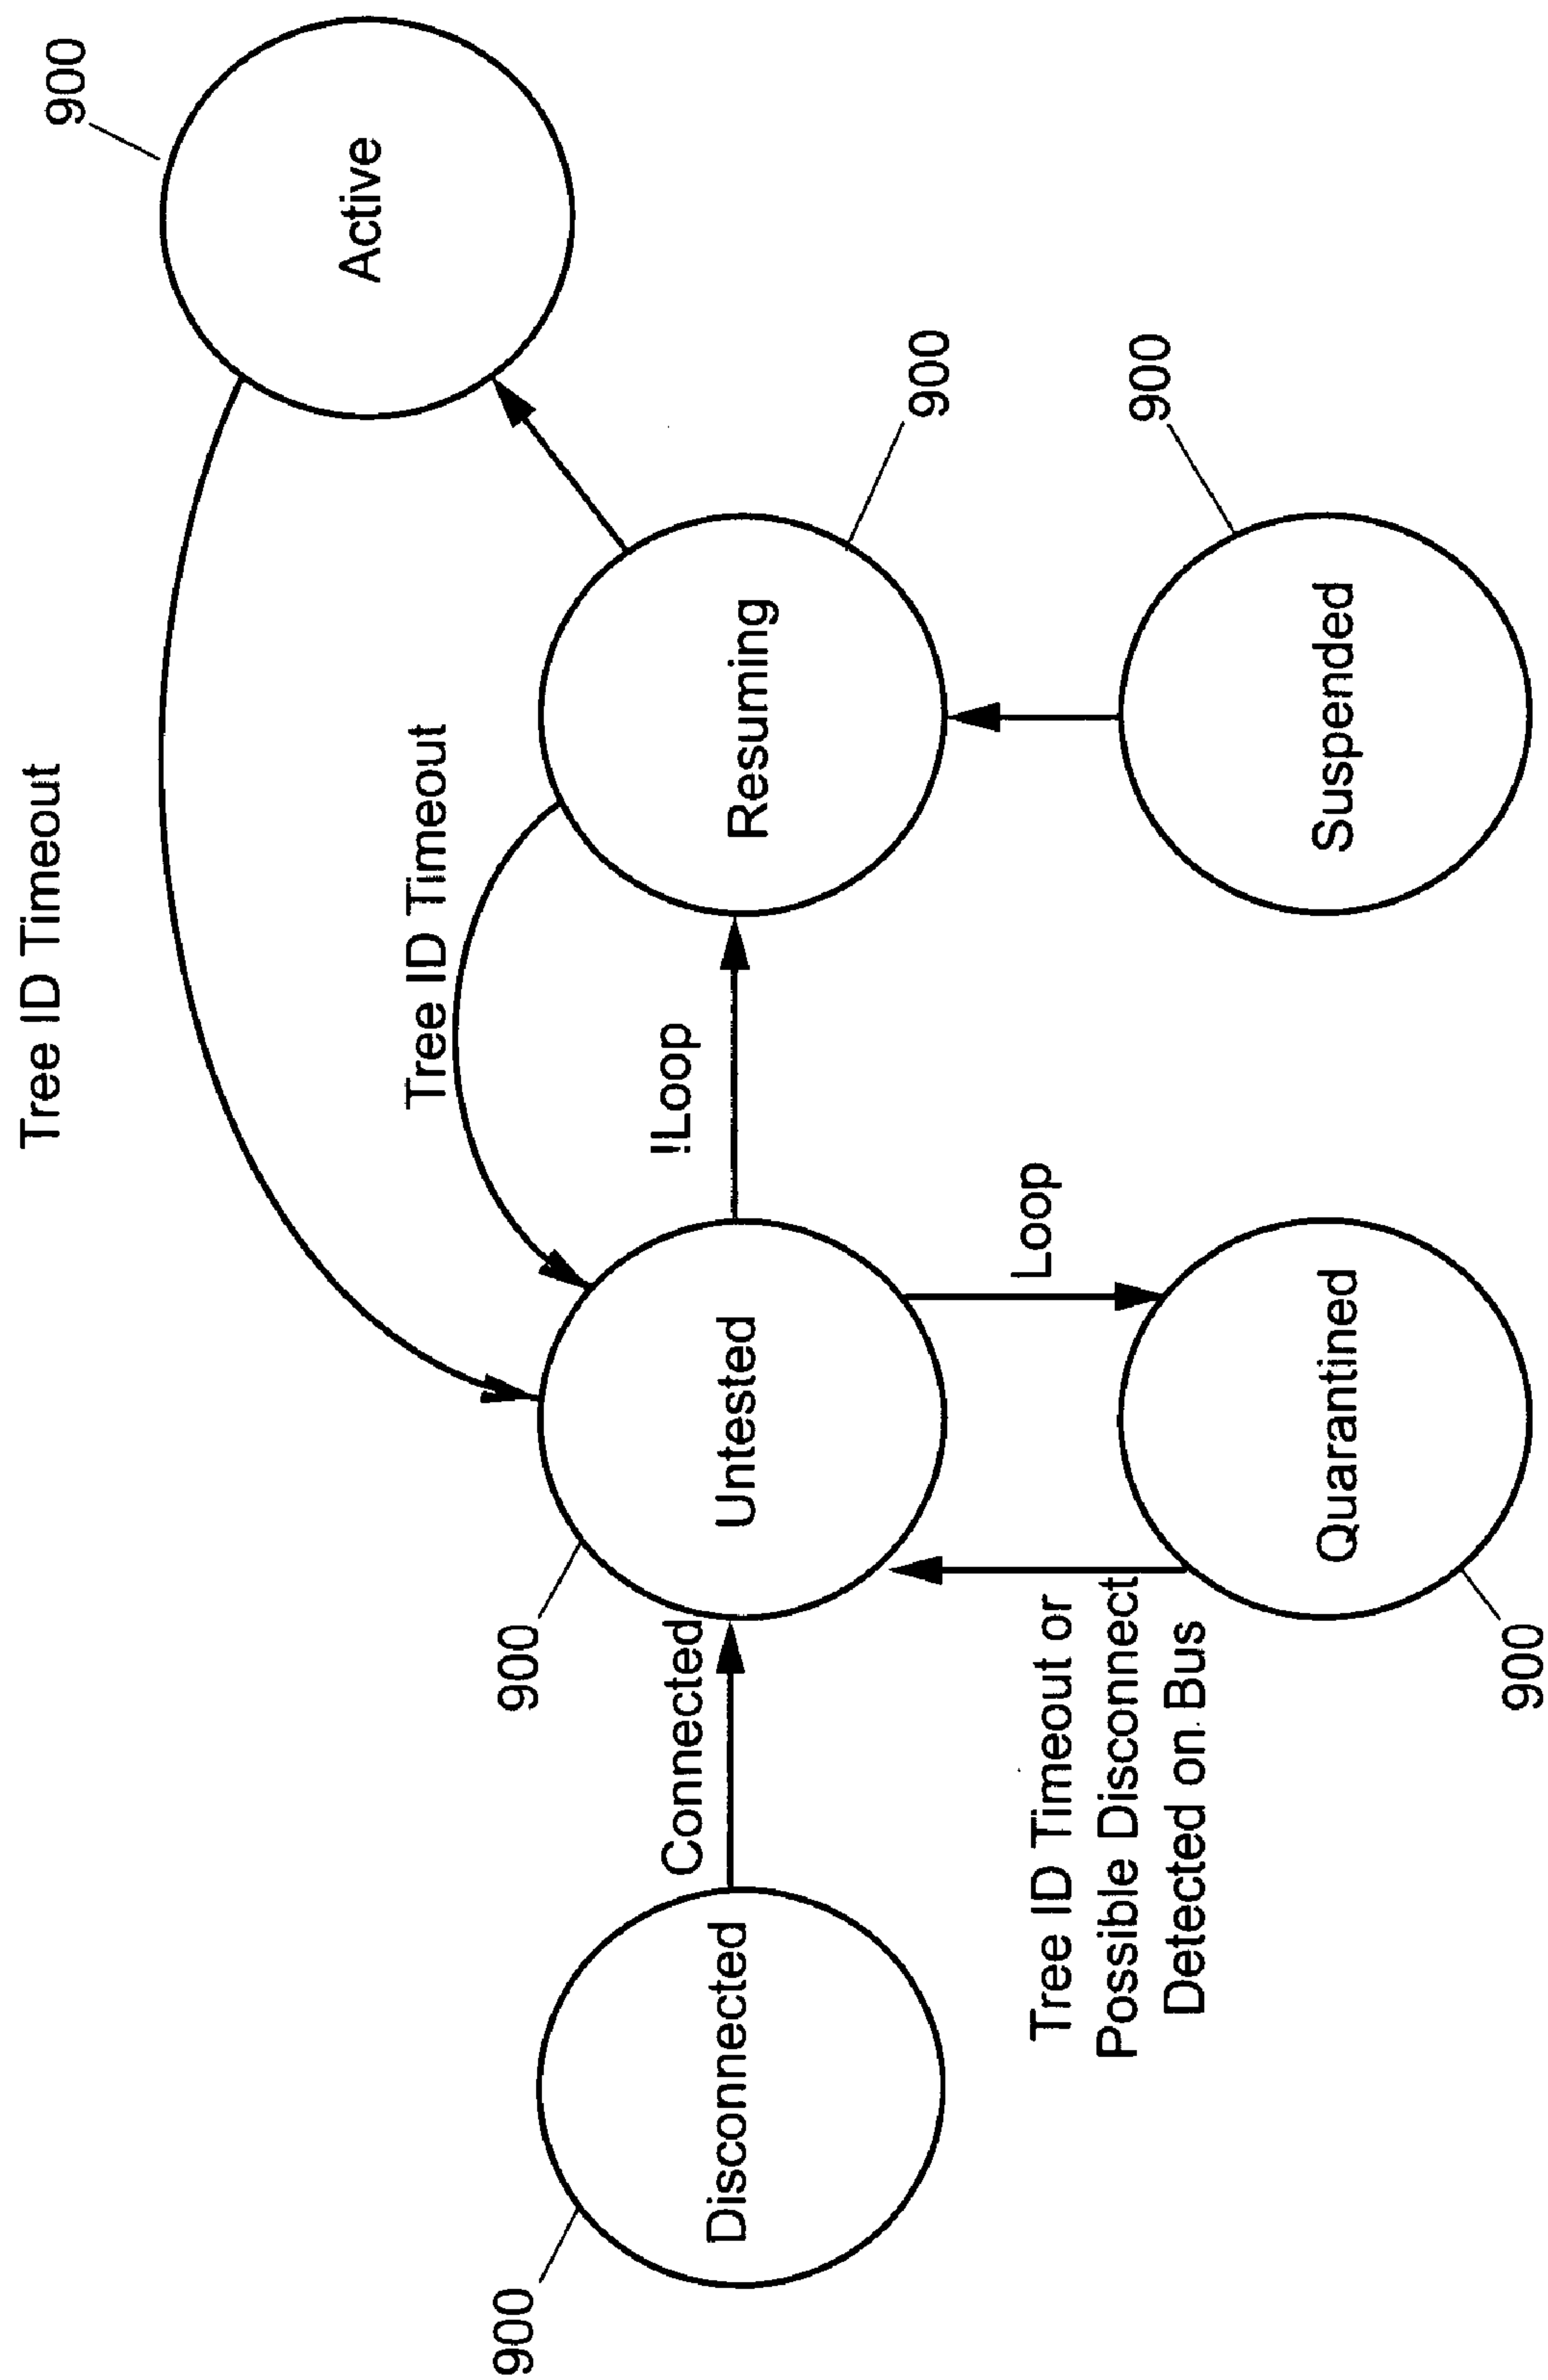 Tree ID Timeout
900
Active
Tree ID Timeout
900
900
Connected
!Loop
Disconnected
Untested
Resuming
900
Loop
Tree ID Timeout or
Possible Disconnect
Detected on Bus
900
Quarantined
Suspended
900